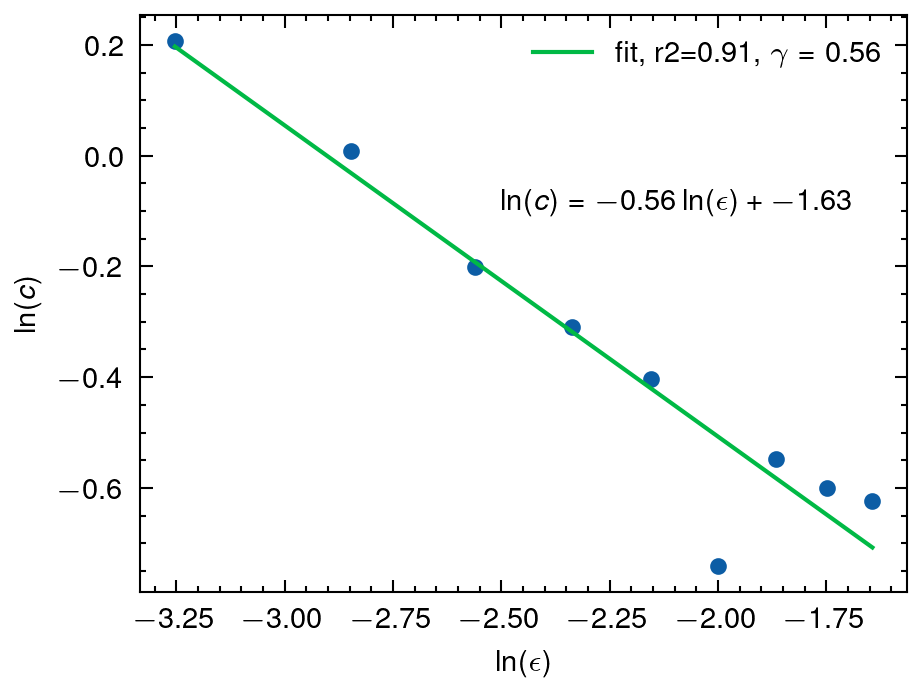 0.2
0.0
−0.2
−0.4
−0.6
fit, r2=0.91, γ = 0.56
ln(c) = −0.56 ln(ϵ) + −1.63
ln(c)
−3.25 −3.00 −2.75 −2.50 −2.25 −2.00 −1.75
ln(ϵ)